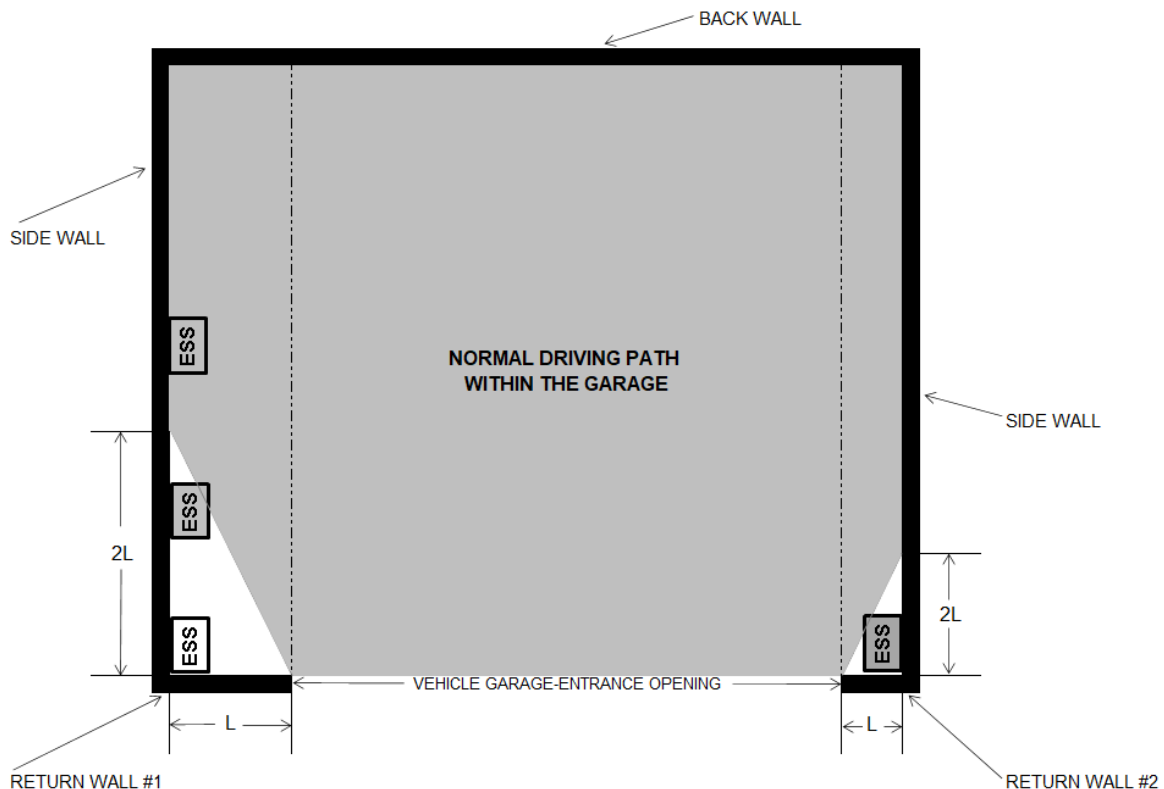 BACK WALL
SIDE WALL
ESS
NORMAL DRIVING PATH
WITHIN THE GARAGE
SIDE WALL
ESS
2L
ESS
2L
ESS
VEHICLE GARAGE-ENTRANCE OPENING
L
L
RETURN WALL #1
RETURN WALL #2